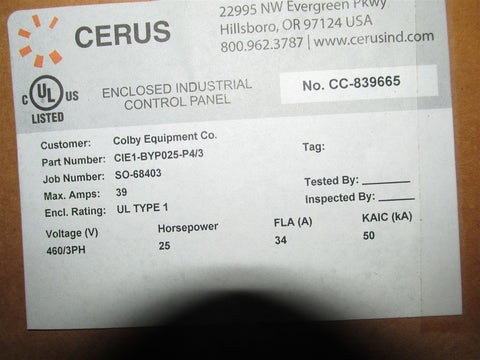 CERUS
22995 NW Evergreen Pkwy
Hillsboro, OR 97124 USA
800.962.3787 | www.cerusind.com
C UL US
LISTED
ENCLOSED INDUSTRIAL
CONTROL PANEL
No. CC-839665
Customer: Colby Equipment Co.
Part Number: CIE1-BYP025-P4/3
Job Number: SO-68403
Max. Amps: 39
Encl. Rating: UL TYPE 1
Tag:
Tested By:
Inspected By:
Voltage (V) Horsepower FLA (A) KAIC (kA)
460/3PH 25 34 50